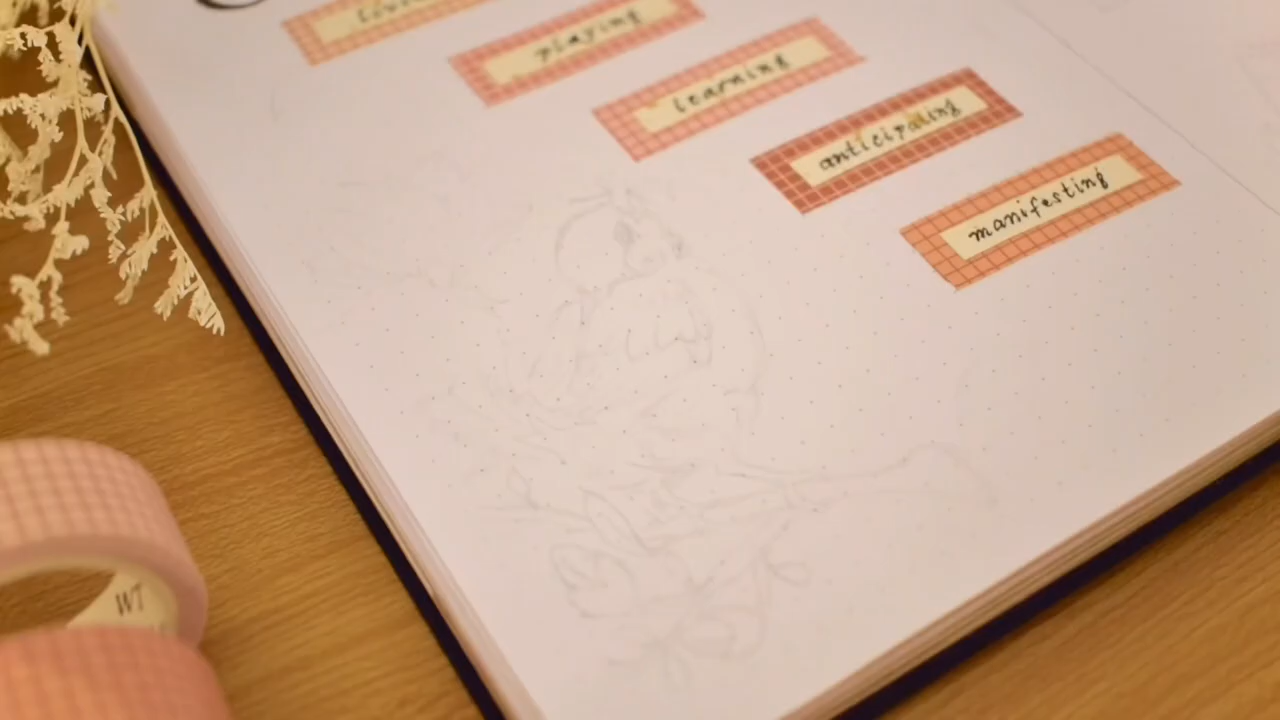 playing
learning
anticipating
manifesting
WT